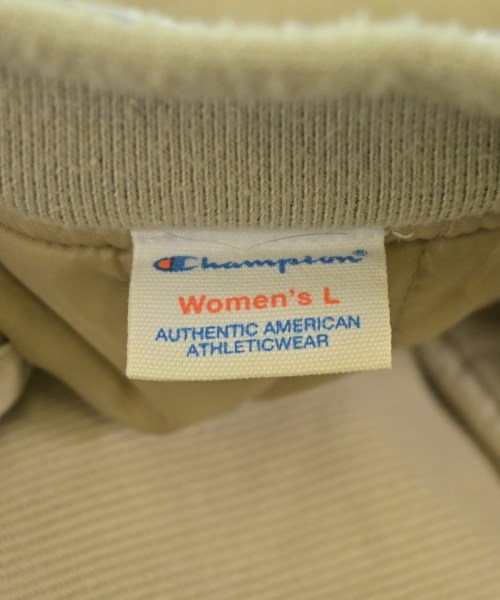 Champion®
Women's L
AUTHENTIC AMERICAN
ATHLETICWEAR